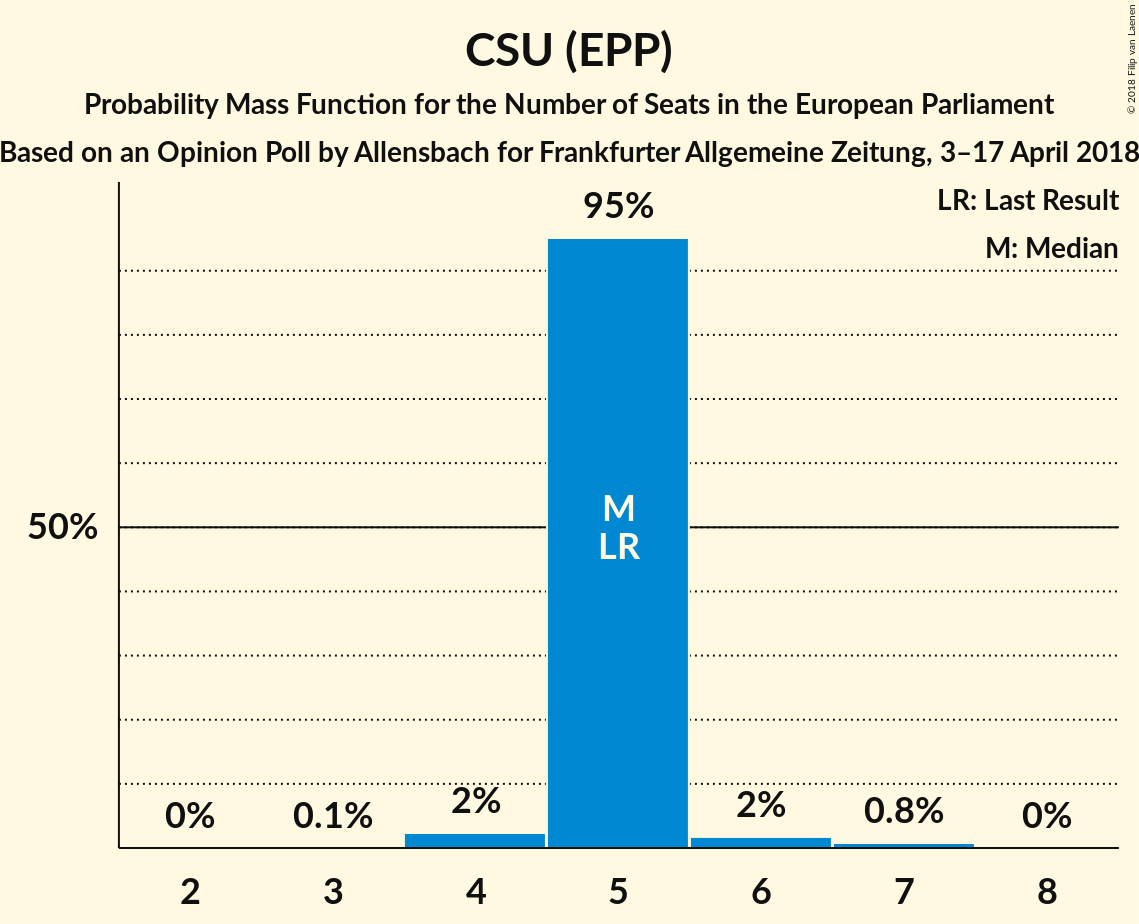 CSU (EPP)
Probability Mass Function for the Number of Seats in the European Parliament
Based on an Opinion Poll by Allensbach for Frankfurter Allgemeine Zeitung, 3–17 April 2018
© 2018 Filip van Laenen
LR: Last Result
M: Median
95%
50%
M
LR
0%
0.1%
2%
2%
0.8%
0%
2
3
4
5
6
7
8